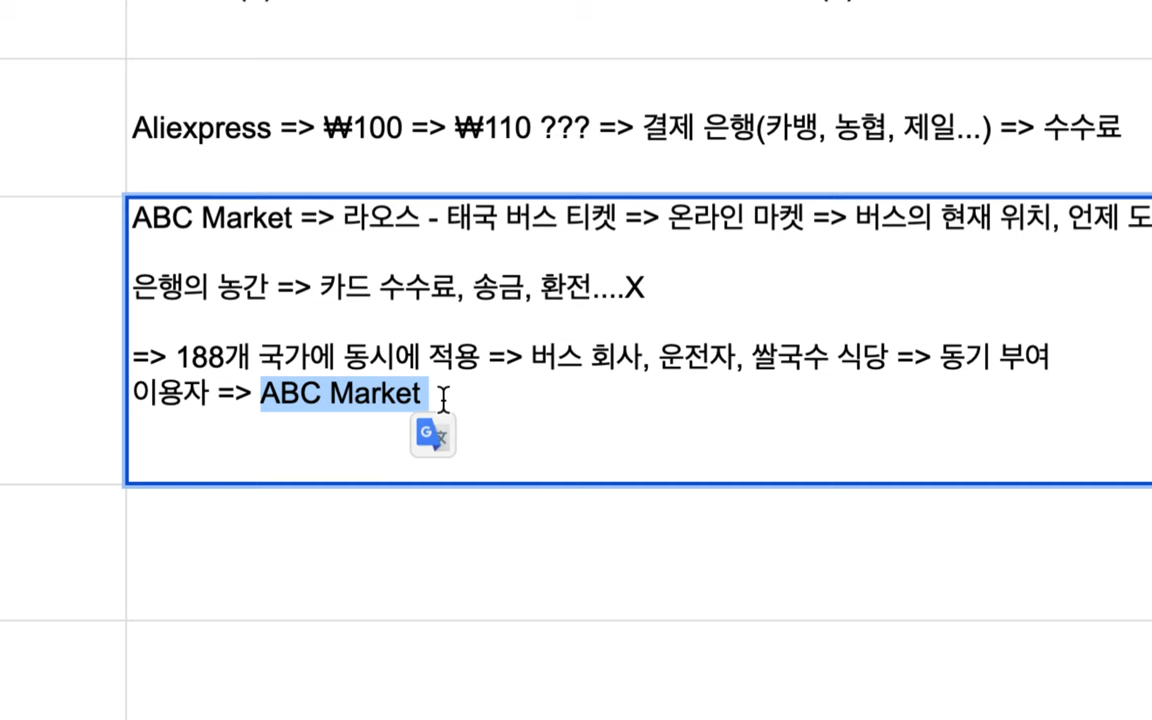 Aliexpress => ₩100 => ₩110 ??? => 결제 은행(카뱅, 농협, 제일...) => 수수료
ABC Market => 라오스 - 태국 버스 티켓 => 온라인 마켓 => 버스의 현재 위치, 언제 도
은행의 농간 => 카드 수수료, 송금, 환전....X
=> 188개 국가에 동시에 적용 => 버스 회사, 운전자, 쌀국수 식당 => 동기 부여
이용자 => ABC Market